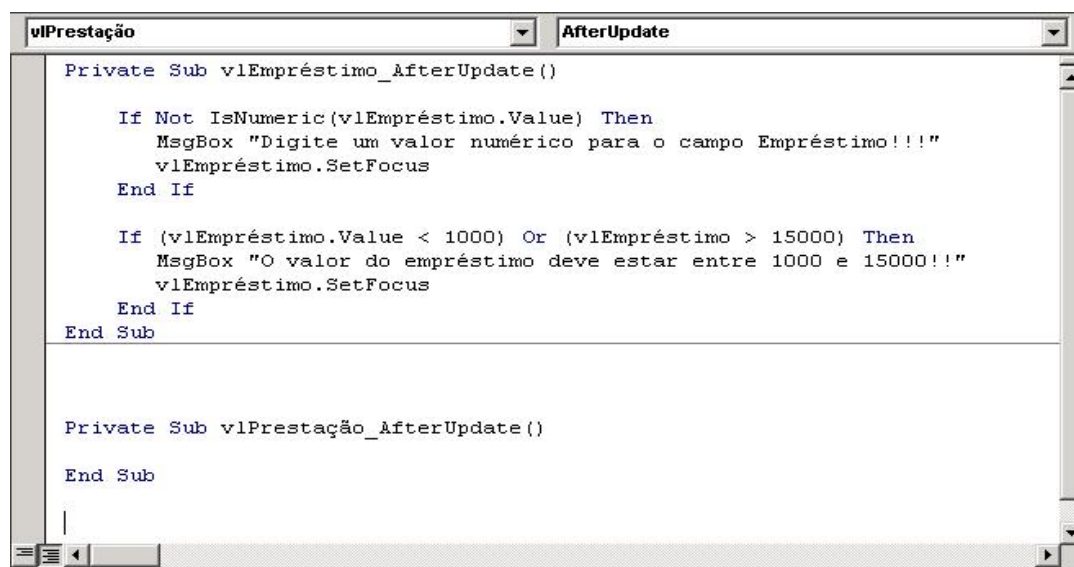 vlPrestação AfterUpdate
Private Sub vlEmpréstimo_AfterUpdate()
If Not IsNumeric(vlEmpréstimo.Value) Then
MsgBox "Digite um valor numérico para o campo Empréstimo!!!"
vlEmpréstimo.SetFocus
End If
If (vlEmpréstimo.Value < 1000) Or (vlEmpréstimo > 15000) Then
MsgBox "O valor do empréstimo deve estar entre 1000 e 15000!!"
vlEmpréstimo.SetFocus
End If
End Sub
Private Sub vlPrestação_AfterUpdate()
End Sub